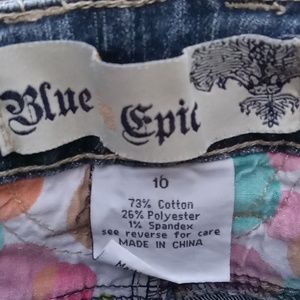 Blue Epic
10
73% Cotton
26% Polyester
1% Spandex
see reverse for care
MADE IN CHINA